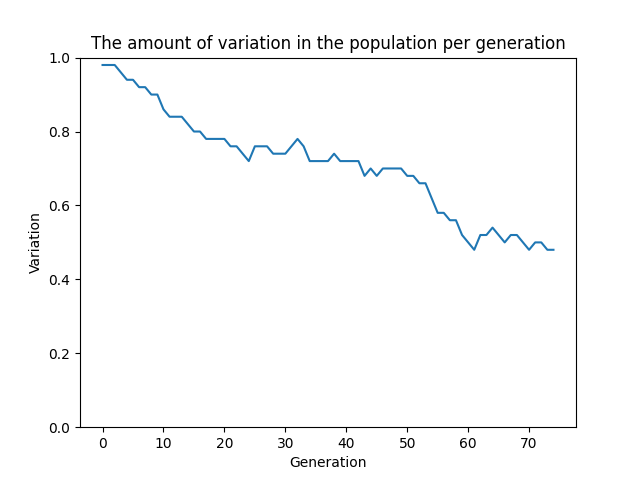 The amount of variation in the population per generation
1.0
0.8
0.6
0.4
0.2
0.0
Variation
0 10 20 30 40 50 60 70
Generation